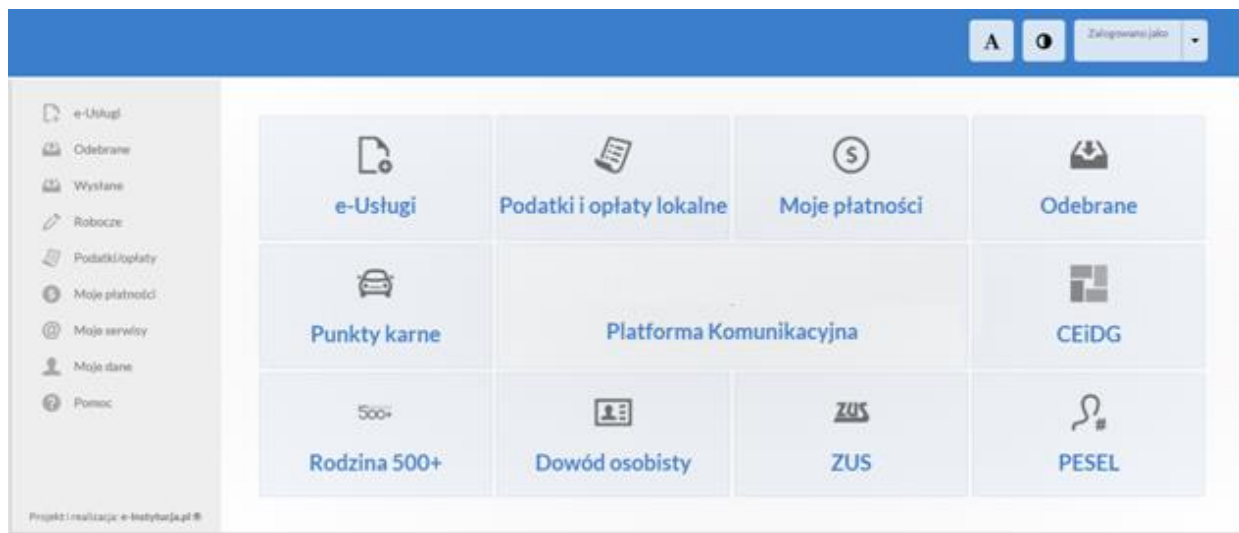 A
Zalogowano jako
e-Usługi
Odebrane
Wysłane
Robocze
Podatki/opłaty
Moje płatności
Moje serwisy
Moje dane
Pomoc
Projekt i realizacja: e-Instytucja.pl ®
e-Usługi
Podatki i opłaty lokalne
Moje płatności
Odebrane
Punkty karne
Platforma Komunikacyjna
CEiDG
500+
Rodzina 500+
Dowód osobisty
ZUS
ZUS
#
PESEL